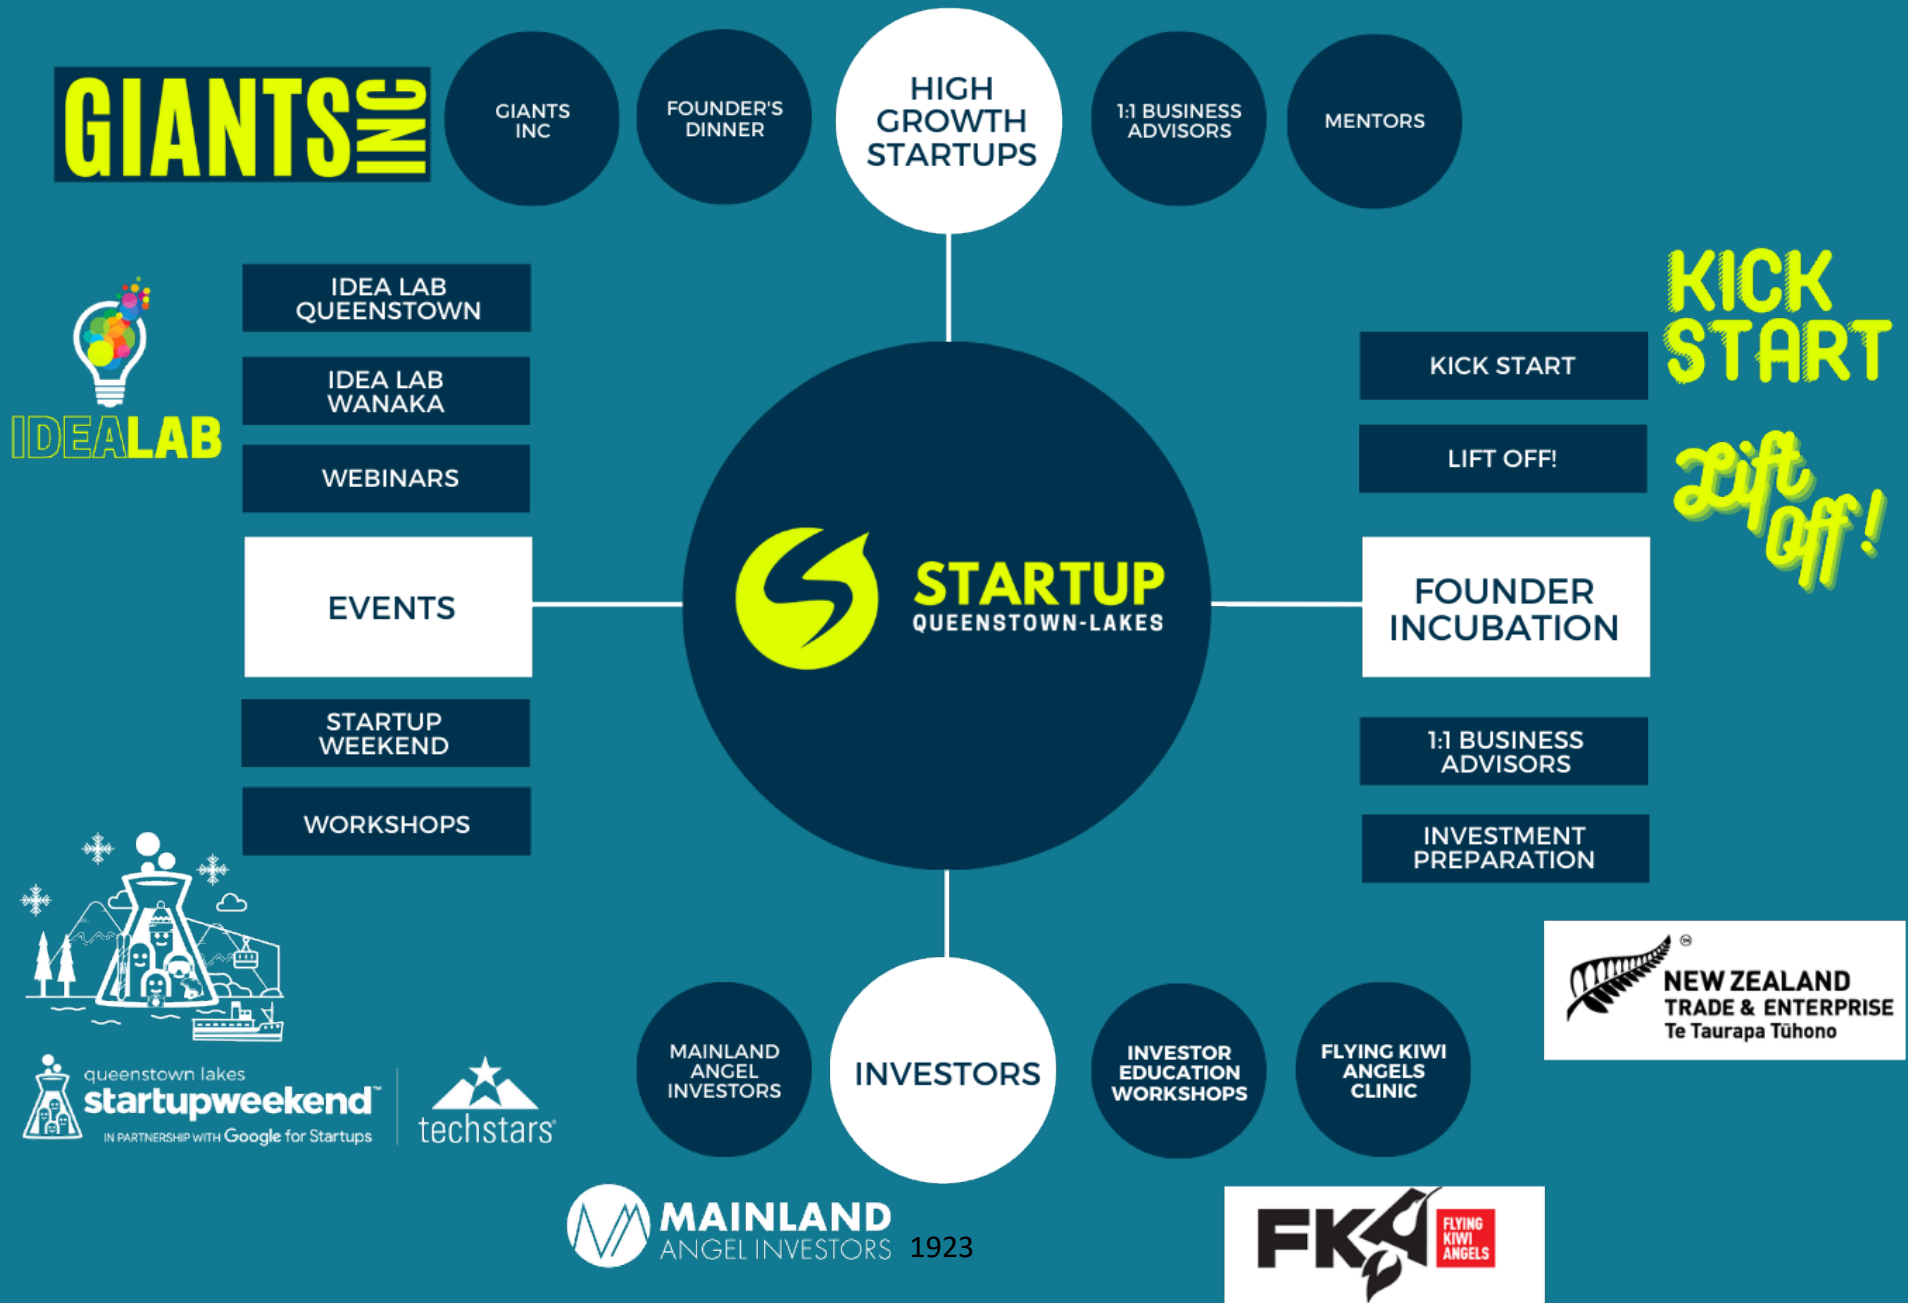 GIANTS INC
GIANTS
INC
FOUNDER'S
DINNER
HIGH
GROWTH
STARTUPS
1:1 BUSINESS
ADVISORS
MENTORS
IDEALAB
IDEA LAB
QUEENSTOWN
IDEA LAB
WANAKA
WEBINARS
EVENTS
STARTUP
WEEKEND
WORKSHOPS
STARTUP
QUEENSTOWN-LAKES
KICK START
KICK
START
LIFT OFF!
Lift
Off!
FOUNDER
INCUBATION
1:1 BUSINESS
ADVISORS
INVESTMENT
PREPARATION
SM
NEW ZEALAND
TRADE & ENTERPRISE
Te Taurapa Tūhono
queenstown lakes
startupweekend™
IN PARTNERSHIP WITH Google for Startups
techstars
MAINLAND
ANGEL
INVESTORS
INVESTORS
INVESTOR
EDUCATION
WORKSHOPS
FLYING KIWI
ANGELS
CLINIC
MAINLAND
ANGEL INVESTORS
1923
FKA
FLYING
KIWI
ANGELS